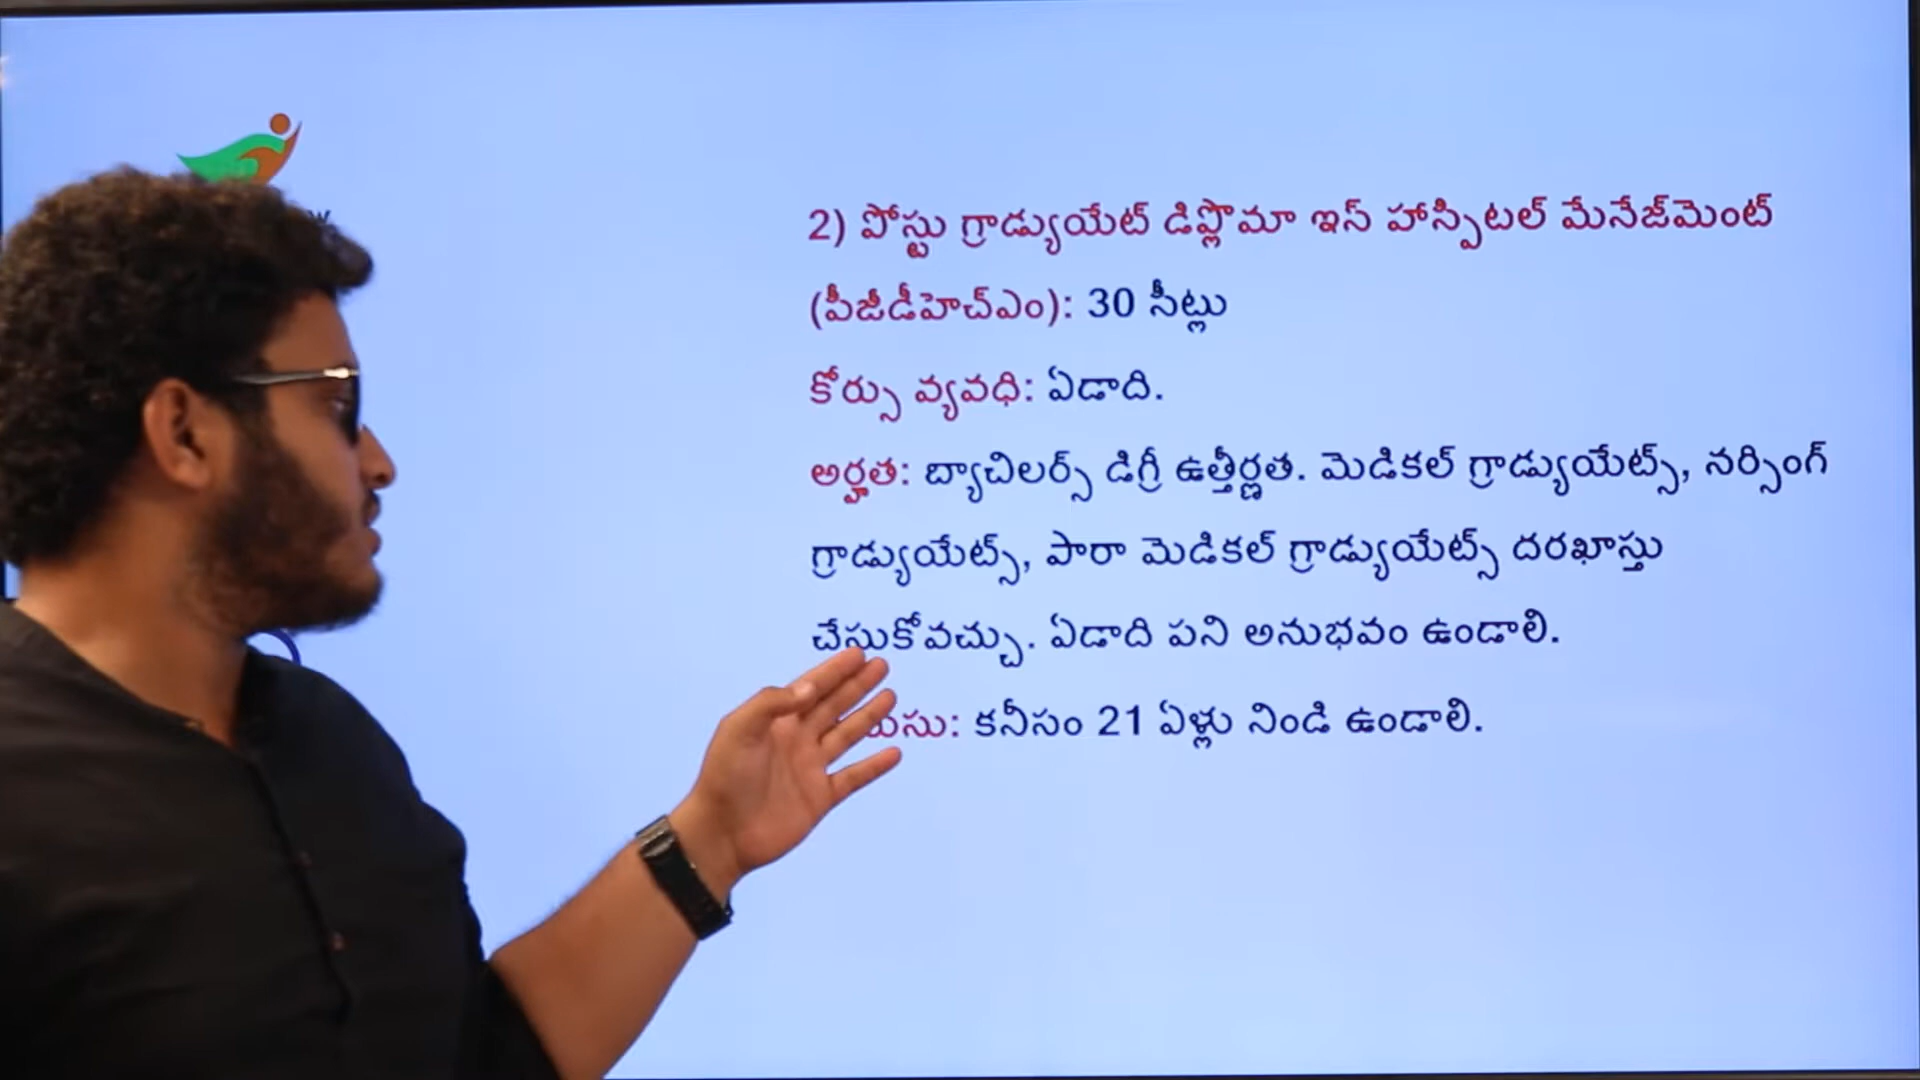 2) పోస్టు గ్రాడ్యుయేట్ డిప్లొమా ఇన్ హాస్పిటల్ మేనేజ్‌మెంట్
(పీజీడీహెచ్ఎం): 30 సీట్లు
కోర్సు వ్యవధి: ఏడాది.
అర్హత: బ్యాచిలర్స్ డిగ్రీ ఉత్తీర్ణత. మెడికల్ గ్రాడ్యుయేట్స్, నర్సింగ్
గ్రాడ్యుయేట్స్, పారా మెడికల్ గ్రాడ్యుయేట్స్ దరఖాస్తు
చేసుకోవచ్చు. ఏడాది పని అనుభవం ఉండాలి.
కనీసం 21 ఏళ్లు నిండి ఉండాలి.